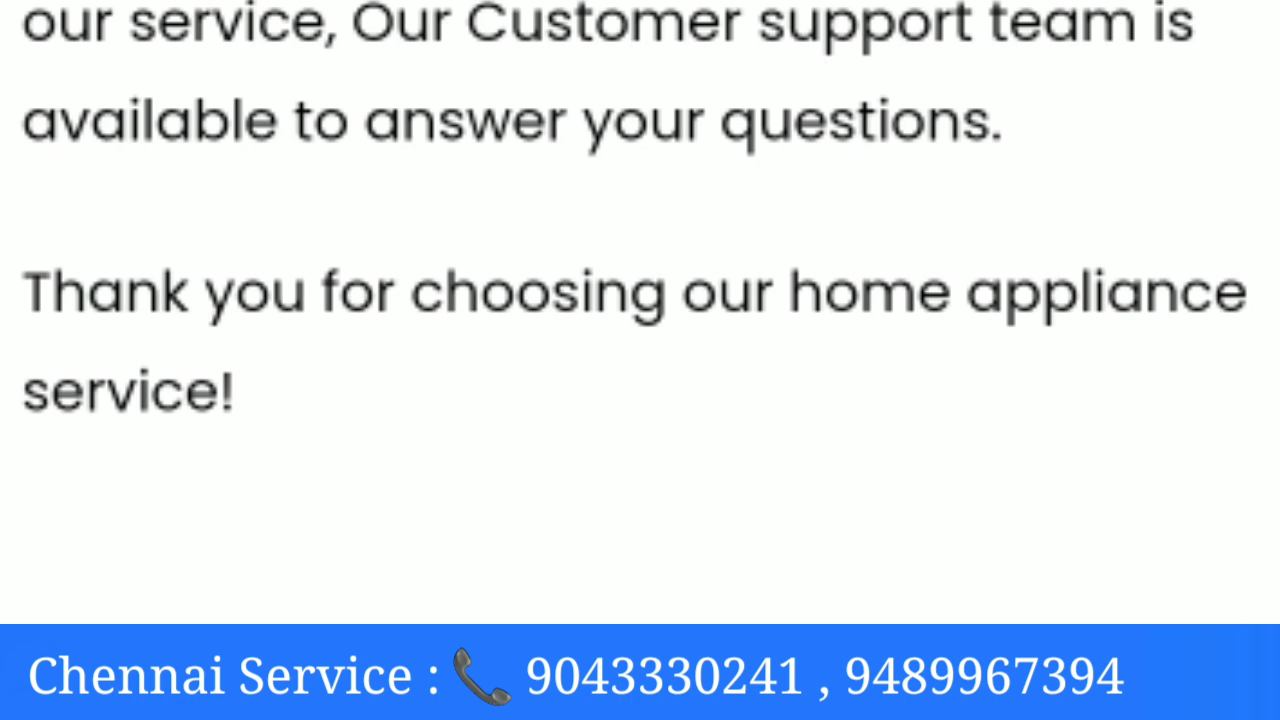 our service, Our Customer support team is
available to answer your questions.
Thank you for choosing our home appliance
service!
Chennai Service :📞 9043330241 , 9489967394